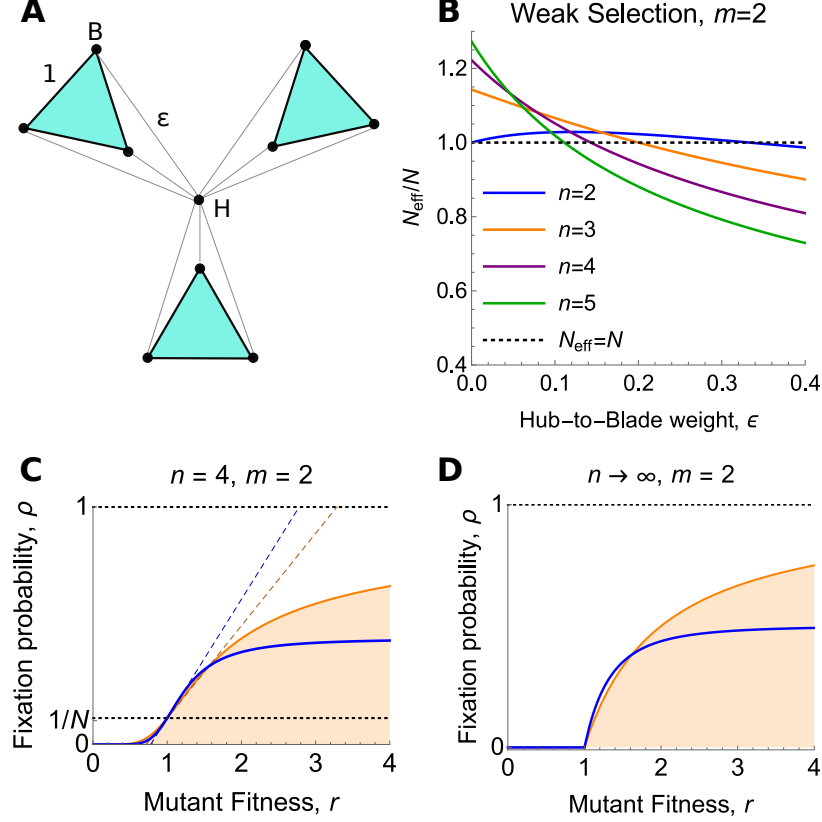 A
B
1
ε
H
B
Weak Selection, m=2
1.2
1.0
0.8
0.6
0.4
N_eff/N
n=2
n=3
n=4
n=5
N_eff=N
0.0 0.1 0.2 0.3 0.4
Hub−to−Blade weight, ϵ
C
n = 4, m = 2
Fixation probability, ρ
1
1/N
0
0 1 2 3 4
Mutant Fitness, r
D
n → ∞, m = 2
Fixation probability, ρ
1
0
0 1 2 3 4
Mutant Fitness, r